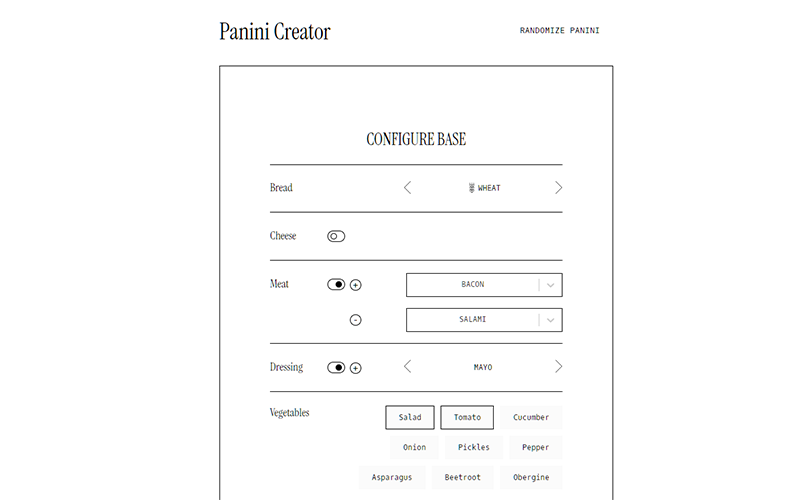 Panini Creator
RANDOMIZE PANINI
CONFIGURE BASE
Bread
WHEAT
Cheese
Meat
BACON
SALAMI
Dressing
MAYO
Vegetables
Salad Tomato Cucumber
Onion Pickles Pepper
Asparagus Beetroot Obergine